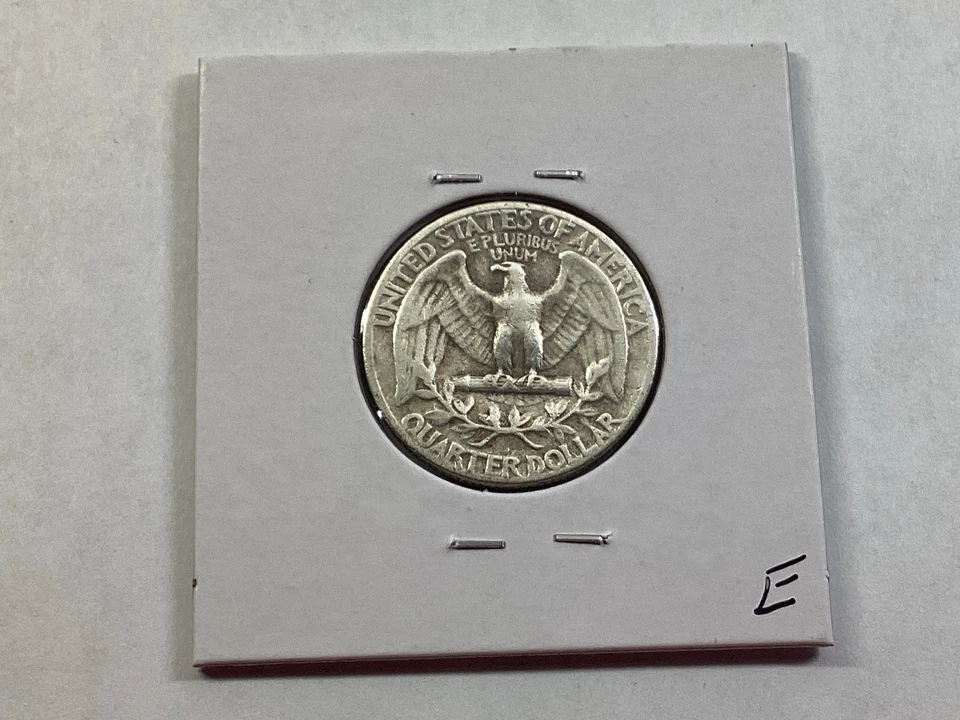 UNITED STATES OF AMERICA
E PLURIBUS
UNUM
QUARTER DOLLAR
E